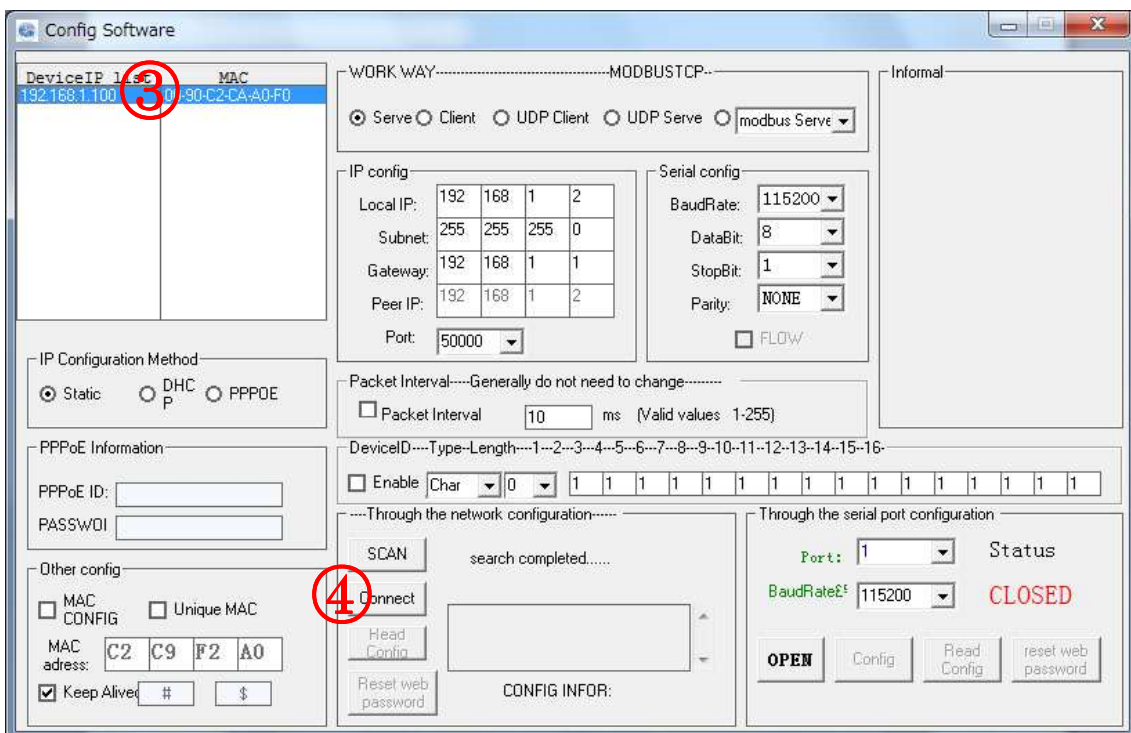 Config Software
DeviceIP list MAC
192.168.1.100 00-90-C2-CA-A0-F0
③
WORK WAY-----------------------------------------MODBUSTCP--
Serve Client UDP Client UDP Serve modbus Serve
Informal
IP config
Local IP: 192 168 1 2
Subnet: 255 255 255 0
Gateway: 192 168 1 1
Peer IP: 192 168 1 2
Port: 50000
Serial config
BaudRate: 115200
DataBit: 8
StopBit: 1
Parity: NONE
FLOW
IP Configuration Method
Static DHC
P PPPOE
Packet Interval----Generally do not need to change---------
Packet Interval 10 ms (Valid values 1-255)
PPPoE Information
PPPoE ID:
PASSWOI
DeviceID----Type--Length----1---2---3---4---5---6---7---8---9--10--11--12--13--14--15--16-
Enable Char 0 1 1 1 1 1 1 1 1 1 1 1 1 1 1 1 1
Other config
MAC
CONFIG Unique MAC
MAC
adress: C2 C9 F2 A0
Keep Alived # $
----Through the network configuration------
SCAN search completed......
④
Connect
Read
Config
Reset web
password
CONFIG INFOR:
Through the serial port configuration
Port: 1 Status
BaudRate££ 115200 CLOSED
OPEN Config Read
Config reset web
password